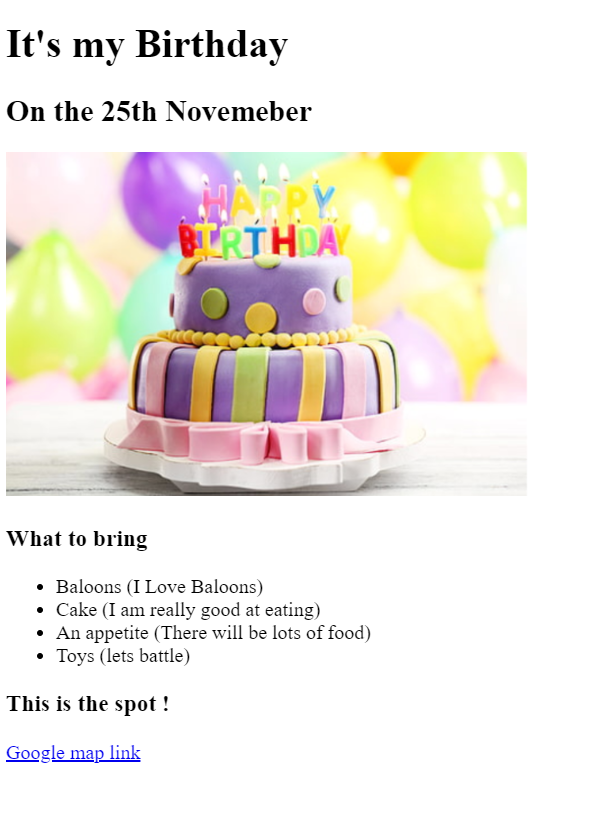 It's my Birthday
On the 25th Novemeber
HAPPY
BIRTHDAY
What to bring
Baloons (I Love Baloons)
Cake (I am really good at eating)
An appetite (There will be lots of food)
Toys (lets battle)
This is the spot !
Google map link